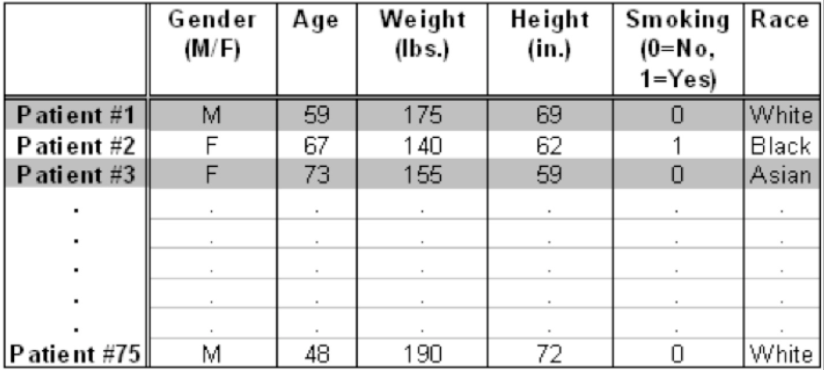 Gender (M/F) Age Weight (lbs.) Height (in.) Smoking (0=No, 1=Yes) Race
Patient #1 M 59 175 69 0 White
Patient #2 F 67 140 62 1 Black
Patient #3 F 73 155 59 0 Asian
. . . . . . .
. . . . . . .
. . . . . . .
. . . . . . .
. . . . . . .
Patient #75 M 48 190 72 0 White